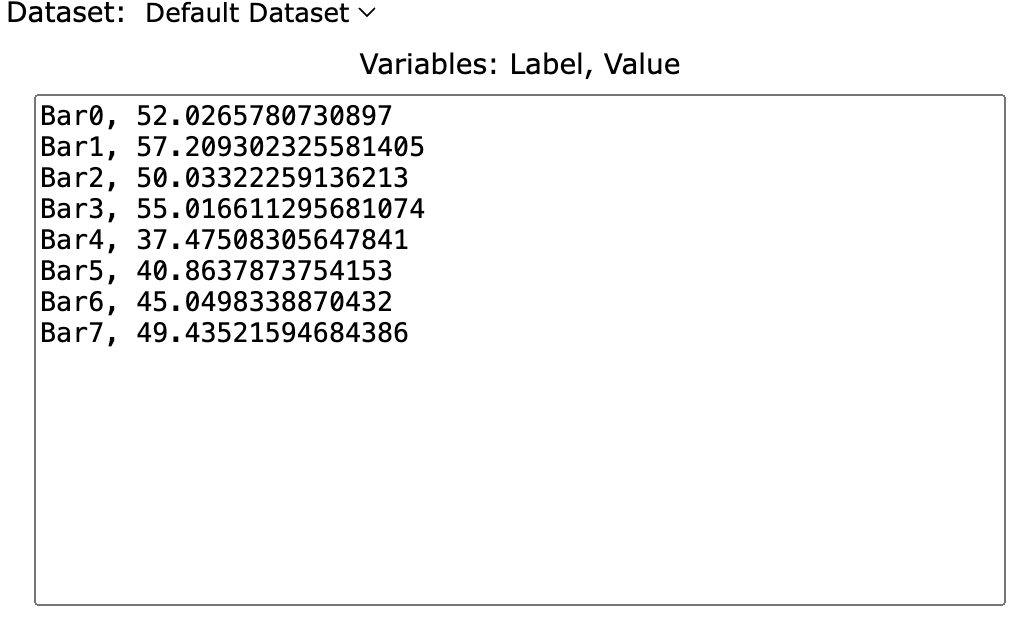 Dataset: Default Dataset
Variables: Label, Value
Bar0, 52.0265780730897
Bar1, 57.209302325581405
Bar2, 50.03322259136213
Bar3, 55.016611295681074
Bar4, 37.47508305647841
Bar5, 40.8637873754153
Bar6, 45.0498338870432
Bar7, 49.43521594684386